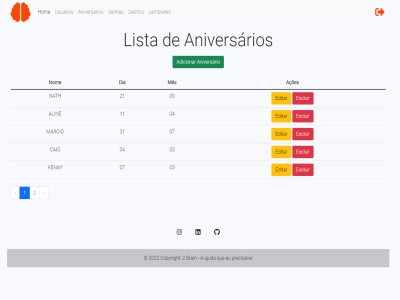 Home Usuários Aniversários Senhas Débitos Lembretes
Lista de Aniversários
Adicionar Aniversário
Nome Dia Mês Ações
NATH 21 09 Editar Excluir
ALINE 11 04 Editar Excluir
MARCIO 31 07 Editar Excluir
CAIO 04 03 Editar Excluir
KENAY 07 03 Editar Excluir
‹ 1 2 ›
© 2022 Copyright: 2.Brain - A ajuda que eu precisava!